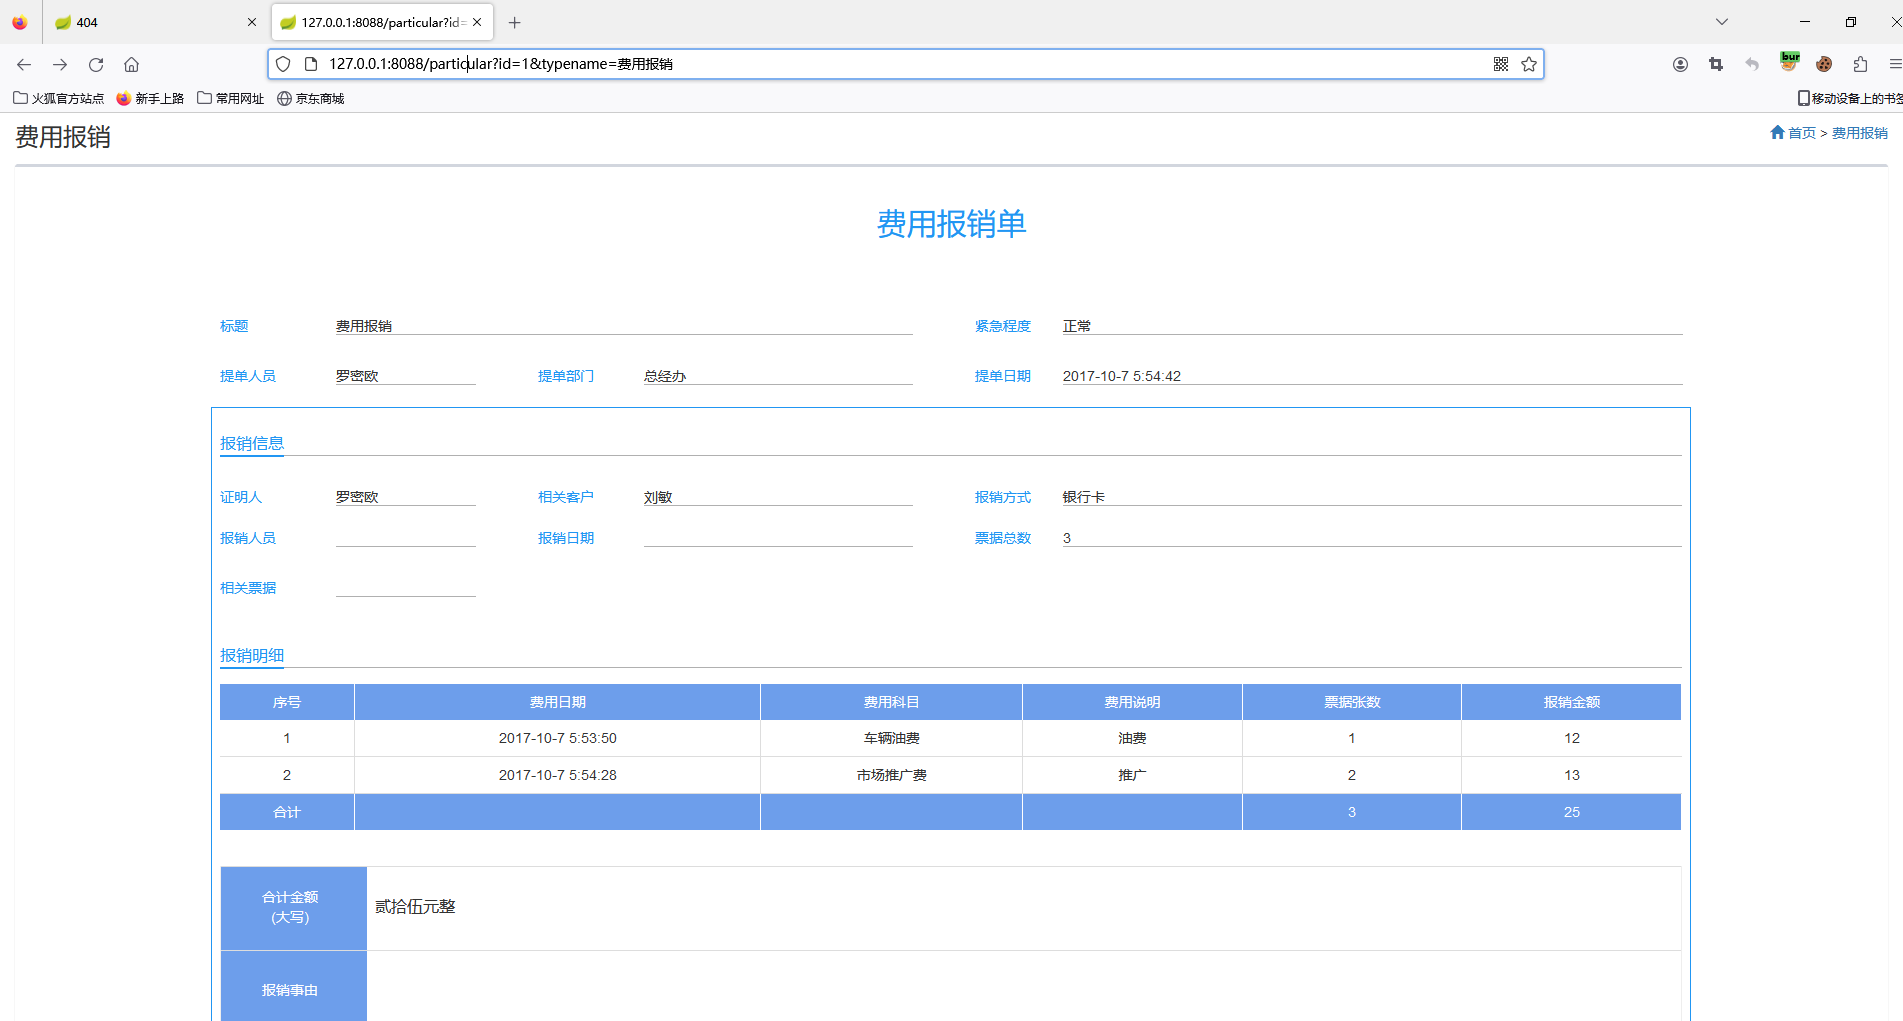 404
127.0.0.1:8088/particular?id=
127.0.0.1:8088/particular?id=1&typename=费用报销
bur
火狐官方站点 新手上路 常用网址 京东商城 移动设备上的书签
费用报销 首页 > 费用报销
费用报销单
标题 费用报销 紧急程度 正常
提单人员 罗密欧 提单部门 总经办 提单日期 2017-10-7 5:54:42
报销信息
证明人 罗密欧 相关客户 刘敏 报销方式 银行卡
报销人员 报销日期 票据总数 3
相关票据
报销明细
序号 费用日期 费用科目 费用说明 票据张数 报销金额
1 2017-10-7 5:53:50 车辆油费 油费 1 12
2 2017-10-7 5:54:28 市场推广费 推广 2 13
合计 3 25
合计金额
(大写)
贰拾伍元整
报销事由